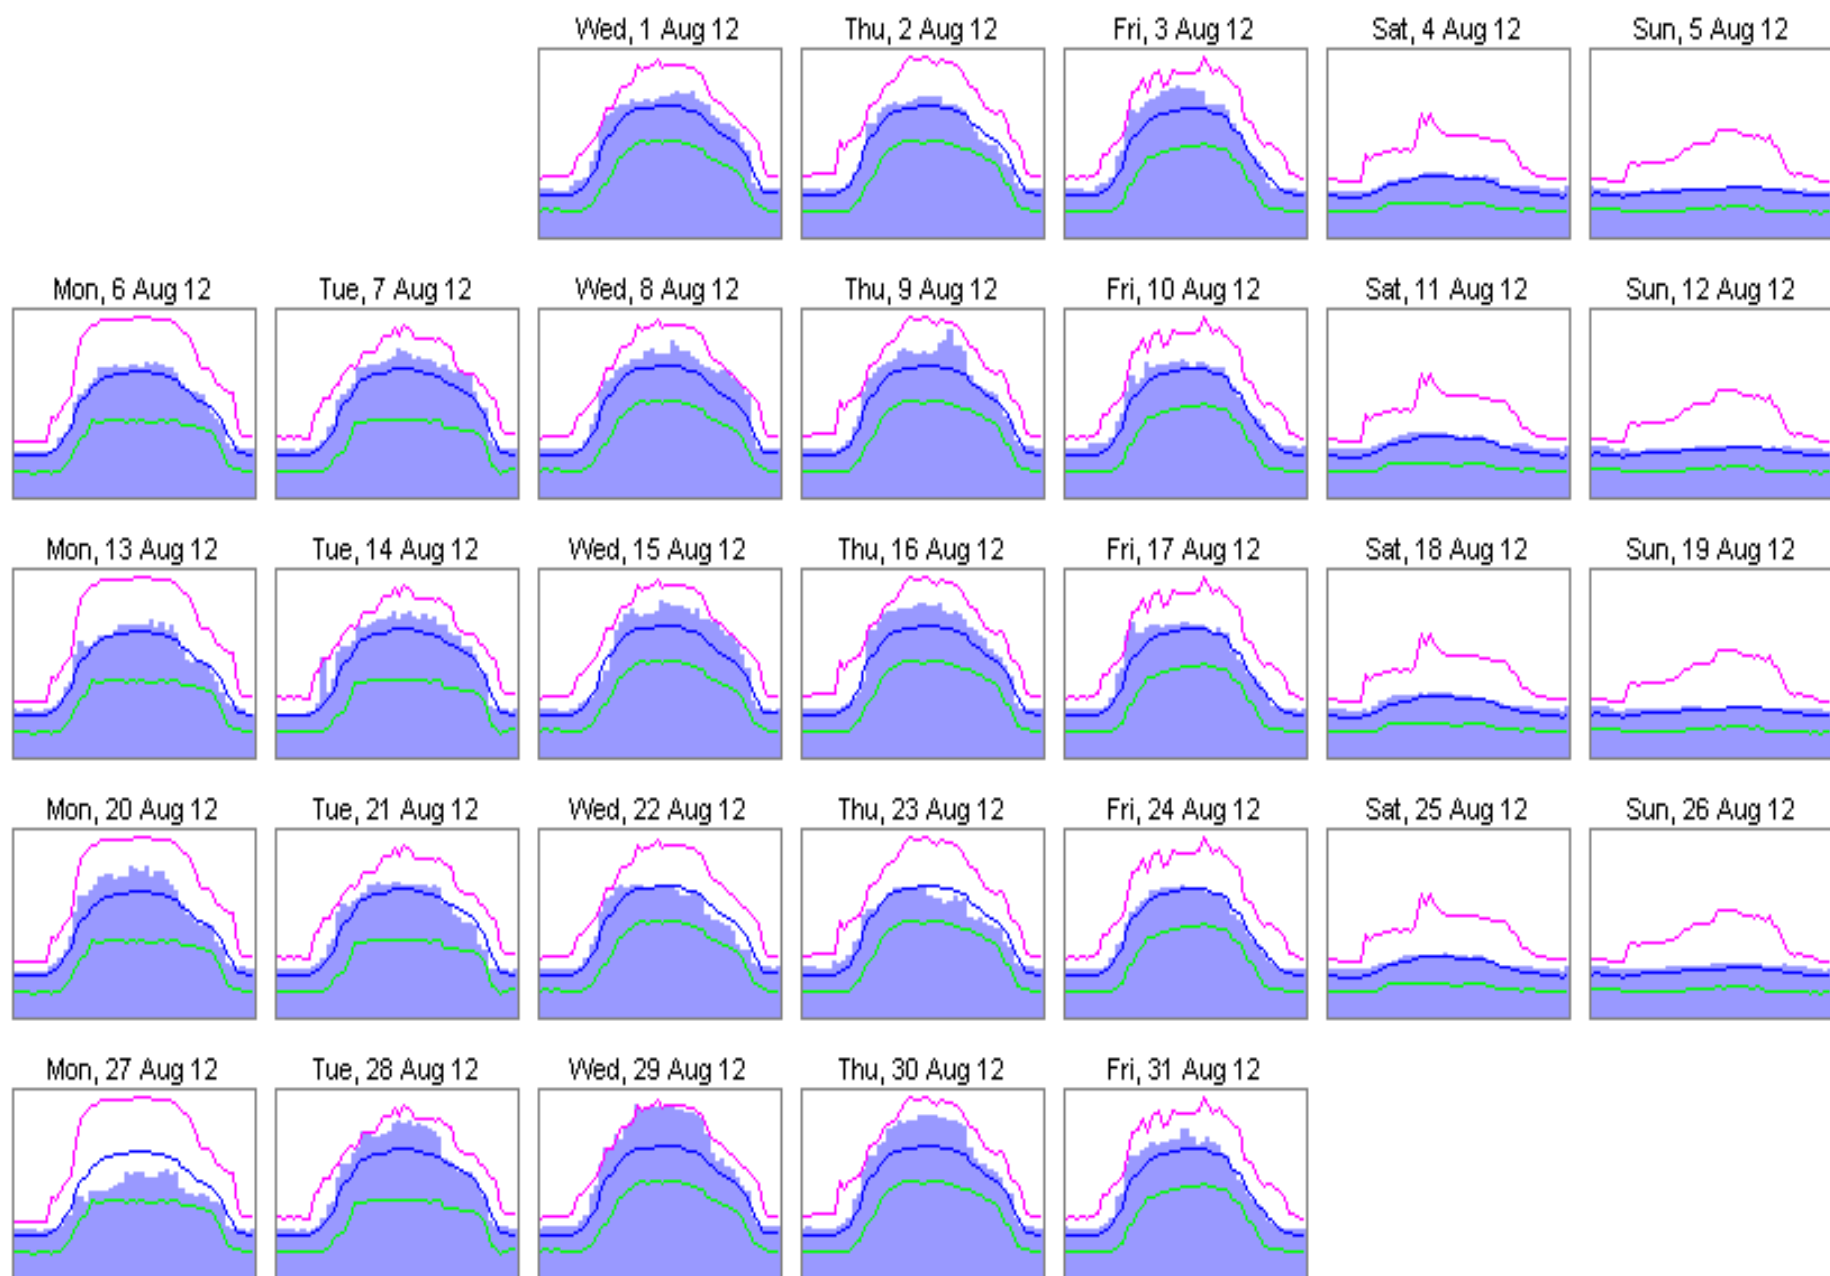 Wed, 1 Aug 12 Thu, 2 Aug 12 Fri, 3 Aug 12 Sat, 4 Aug 12 Sun, 5 Aug 12
Mon, 6 Aug 12 Tue, 7 Aug 12 Wed, 8 Aug 12 Thu, 9 Aug 12 Fri, 10 Aug 12 Sat, 11 Aug 12 Sun, 12 Aug 12
Mon, 13 Aug 12 Tue, 14 Aug 12 Wed, 15 Aug 12 Thu, 16 Aug 12 Fri, 17 Aug 12 Sat, 18 Aug 12 Sun, 19 Aug 12
Mon, 20 Aug 12 Tue, 21 Aug 12 Wed, 22 Aug 12 Thu, 23 Aug 12 Fri, 24 Aug 12 Sat, 25 Aug 12 Sun, 26 Aug 12
Mon, 27 Aug 12 Tue, 28 Aug 12 Wed, 29 Aug 12 Thu, 30 Aug 12 Fri, 31 Aug 12